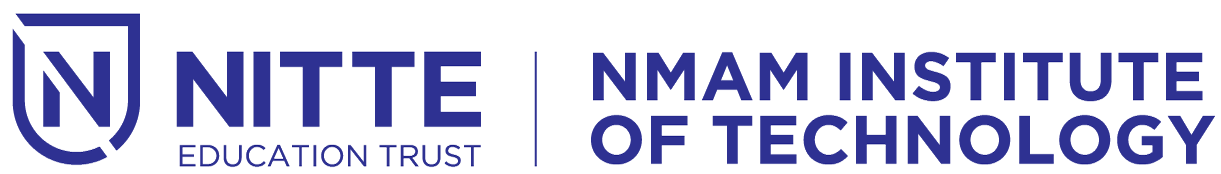 N
NITTE
EDUCATION TRUST
NMAM INSTITUTE
OF TECHNOLOGY